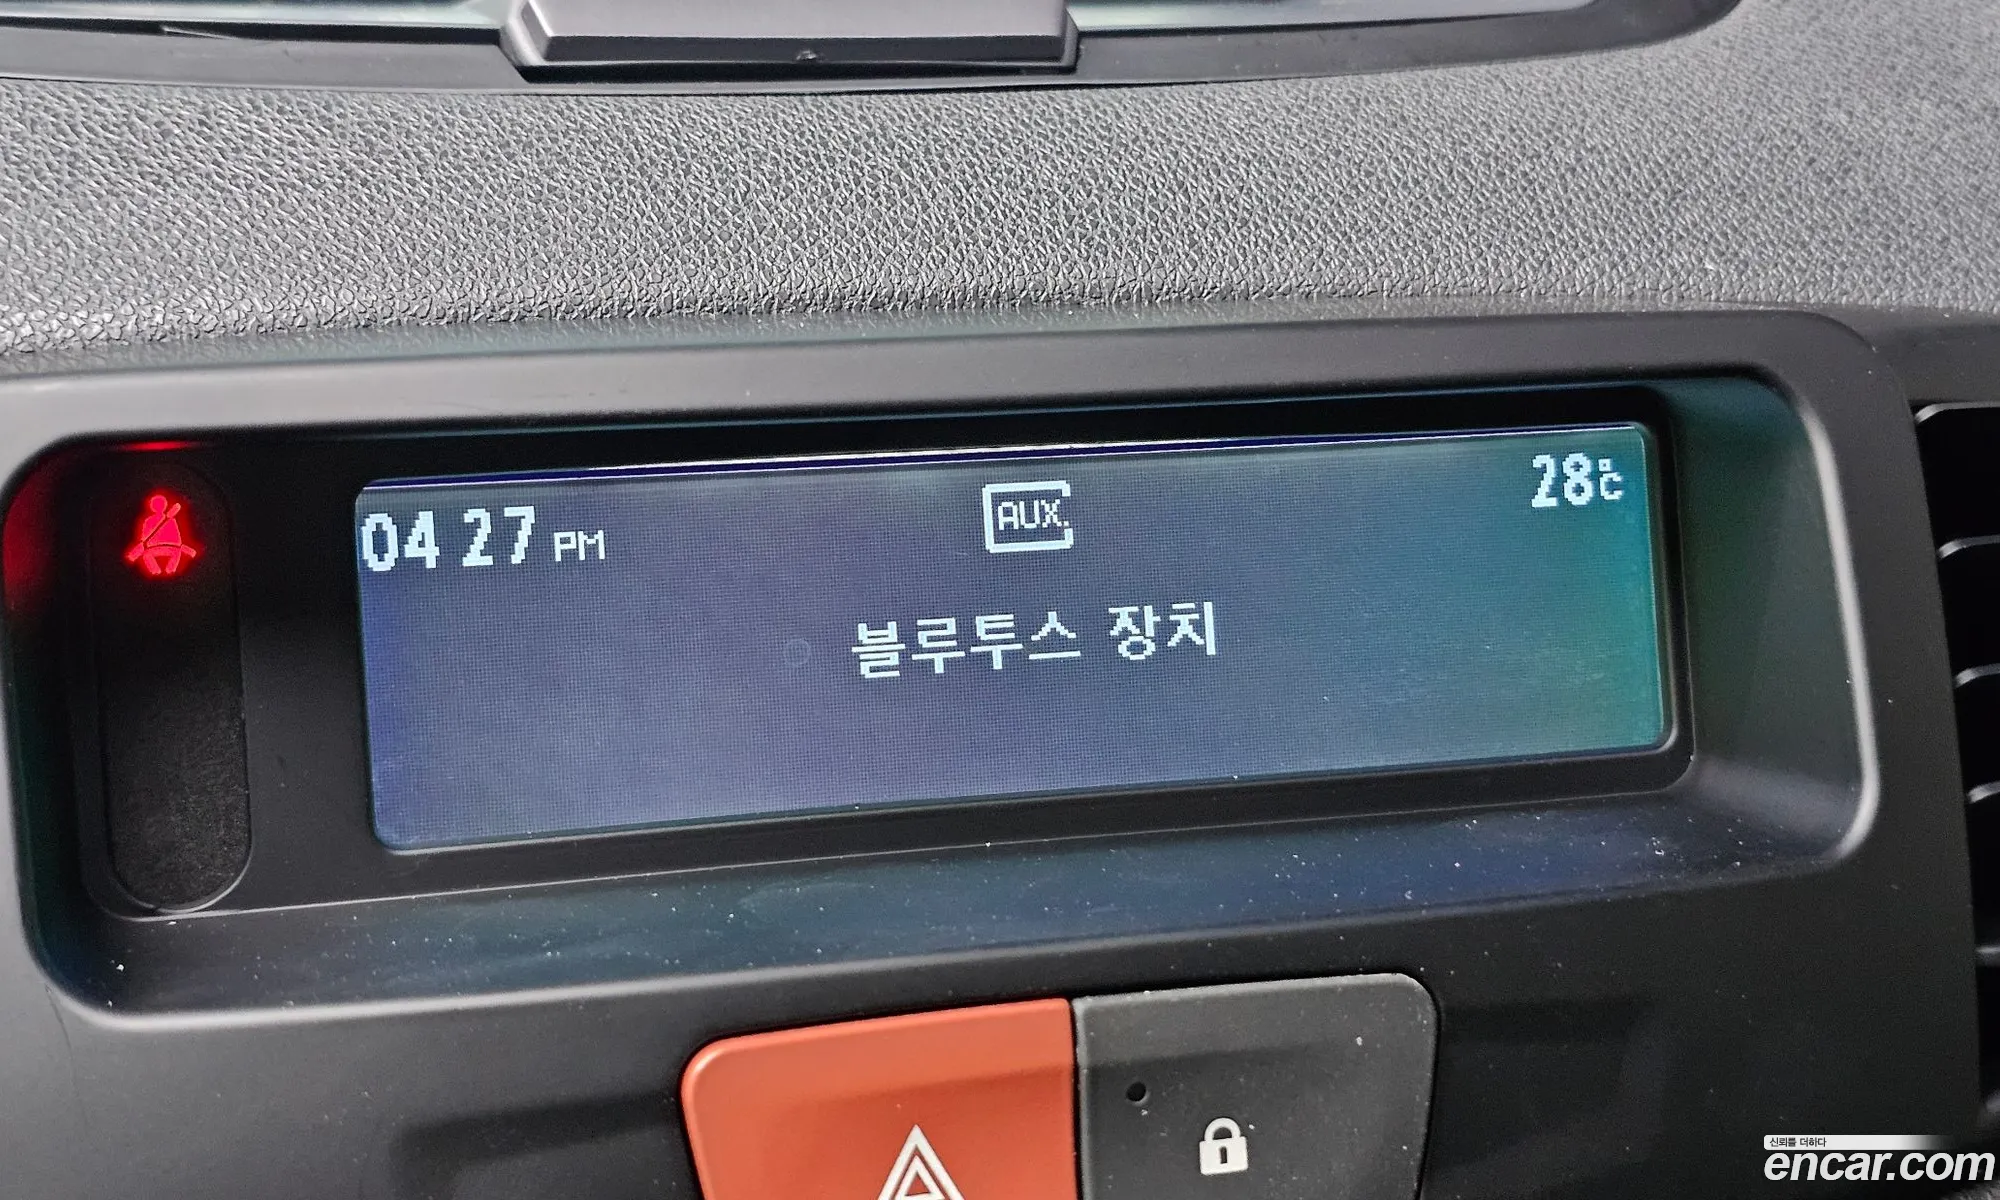 04 27 PM
AUX.
28°C
블루투스 장치
신뢰를 더하다
encar.com